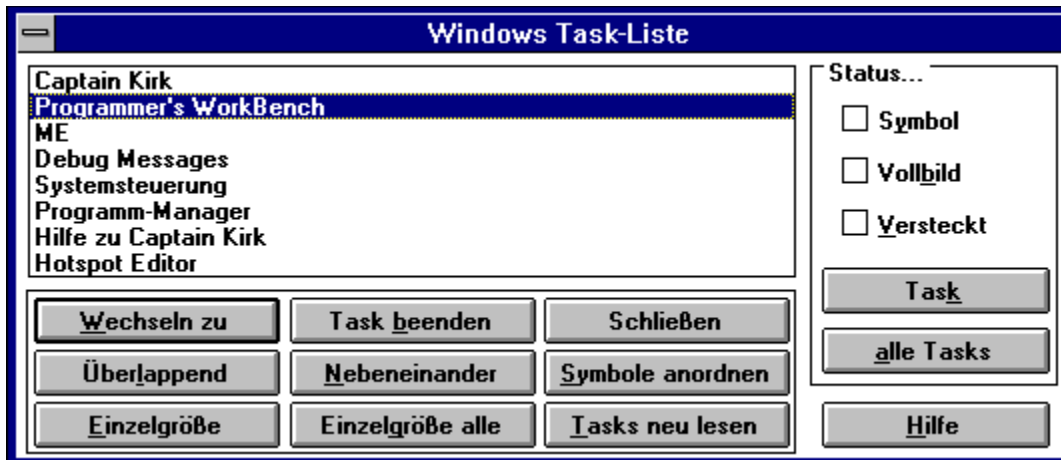 Windows Task-Liste
Captain Kirk
Programmer's WorkBench
ME
Debug Messages
Systemsteuerung
Programm-Manager
Hilfe zu Captain Kirk
Hotspot Editor
Status...
Symbol
Vollbild
Versteckt
Task
alle Tasks
Wechseln zu Task beenden Schließen
Überlappend Nebeneinander Symbole anordnen
Einzelgröße Einzelgröße alle Tasks neu lesen
Hilfe